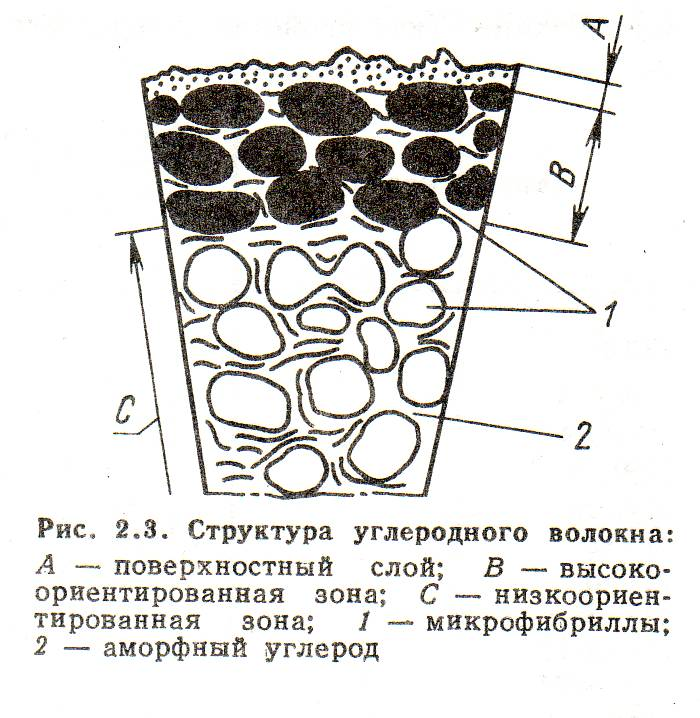 A
B
1
C
2
Рис. 2.3. Структура углеродного волокна:
A — поверхностный слой; B — высоко-
ориентированная зона; C — низкоориен-
тированная зона; 1 — микрофибриллы;
2 — аморфный углерод